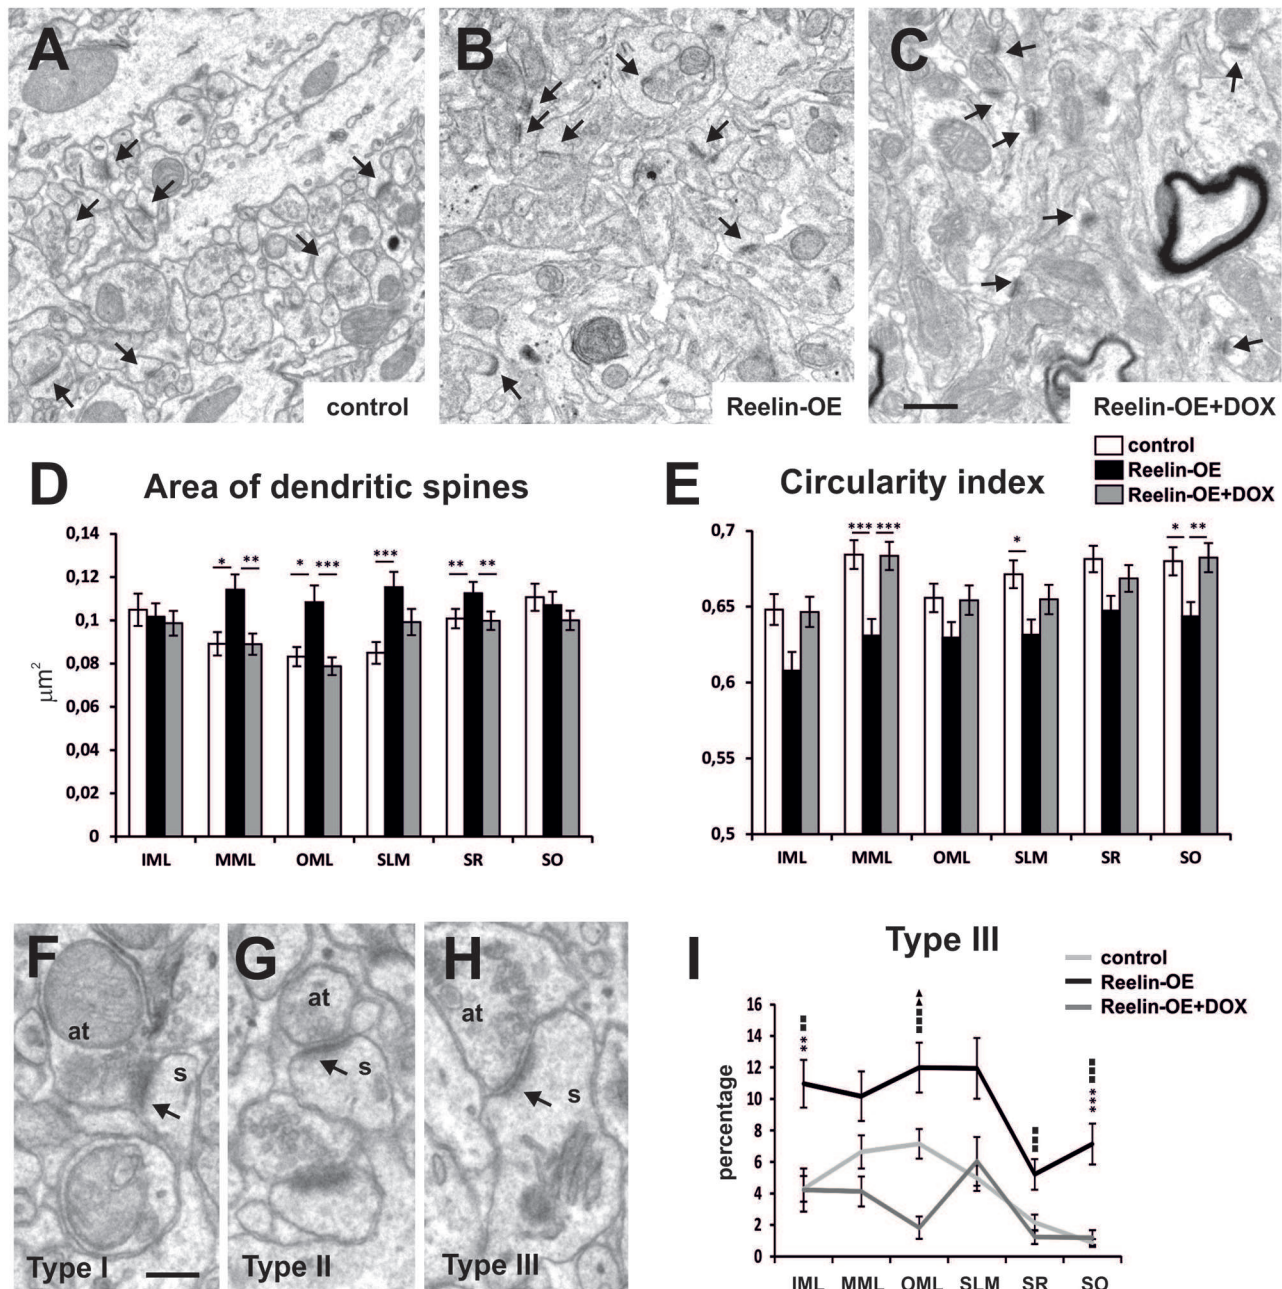 A
B
C
control
Reelin-OE
Reelin-OE+DOX
control
Reelin-OE
Reelin-OE+DOX
D
Area of dendritic spines
E
Circularity index
0,14
0,12
0,1
0,08
0,06
0,04
0,02
0
μm2
* **
* ***
***
** **
IML MML OML SLM SR SO
0,7
0,65
0,6
0,55
0,5
*** ***
*
* **
IML MML OML SLM SR SO
F
G
H
at
s
at
s
at
s
Type I
Type II
Type III
I
Type III
control
Reelin-OE
Reelin-OE+DOX
percentage
16
14
12
10
8
6
4
2
0
**
***
IML MML OML SLM SR SO